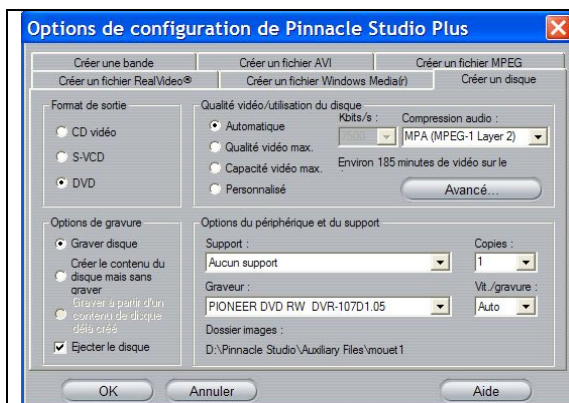 Options de configuration de Pinnacle Studio Plus
Créer une bande
Créer un fichier AVI
Créer un fichier MPEG
Créer un fichier RealVideo®
Créer un fichier Windows Media(r)
Créer un disque
Format de sortie
CD vidéo
S-VCD
DVD
Qualité vidéo/utilisation du disque
Automatique
Qualité vidéo max.
Capacité vidéo max.
Personnalisé
Kbits/s :
7500
Compression audio :
MPA (MPEG-1 Layer 2)
Environ 185 minutes de vidéo sur le
Avancé...
Options de gravure
Graver disque
Créer le contenu du
disque mais sans
graver
Graver à partir d'un
contenu de disque
déjà créé
Ejecter le disque
Options du périphérique et du support
Support :
Aucun support
Copies :
1
Graveur :
PIONEER DVD RW DVR-107D1.05
Vit./gravure :
Auto
Dossier images :
D:\Pinnacle Studio\Auxiliary Files\mouet1
OK
Annuler
Aide